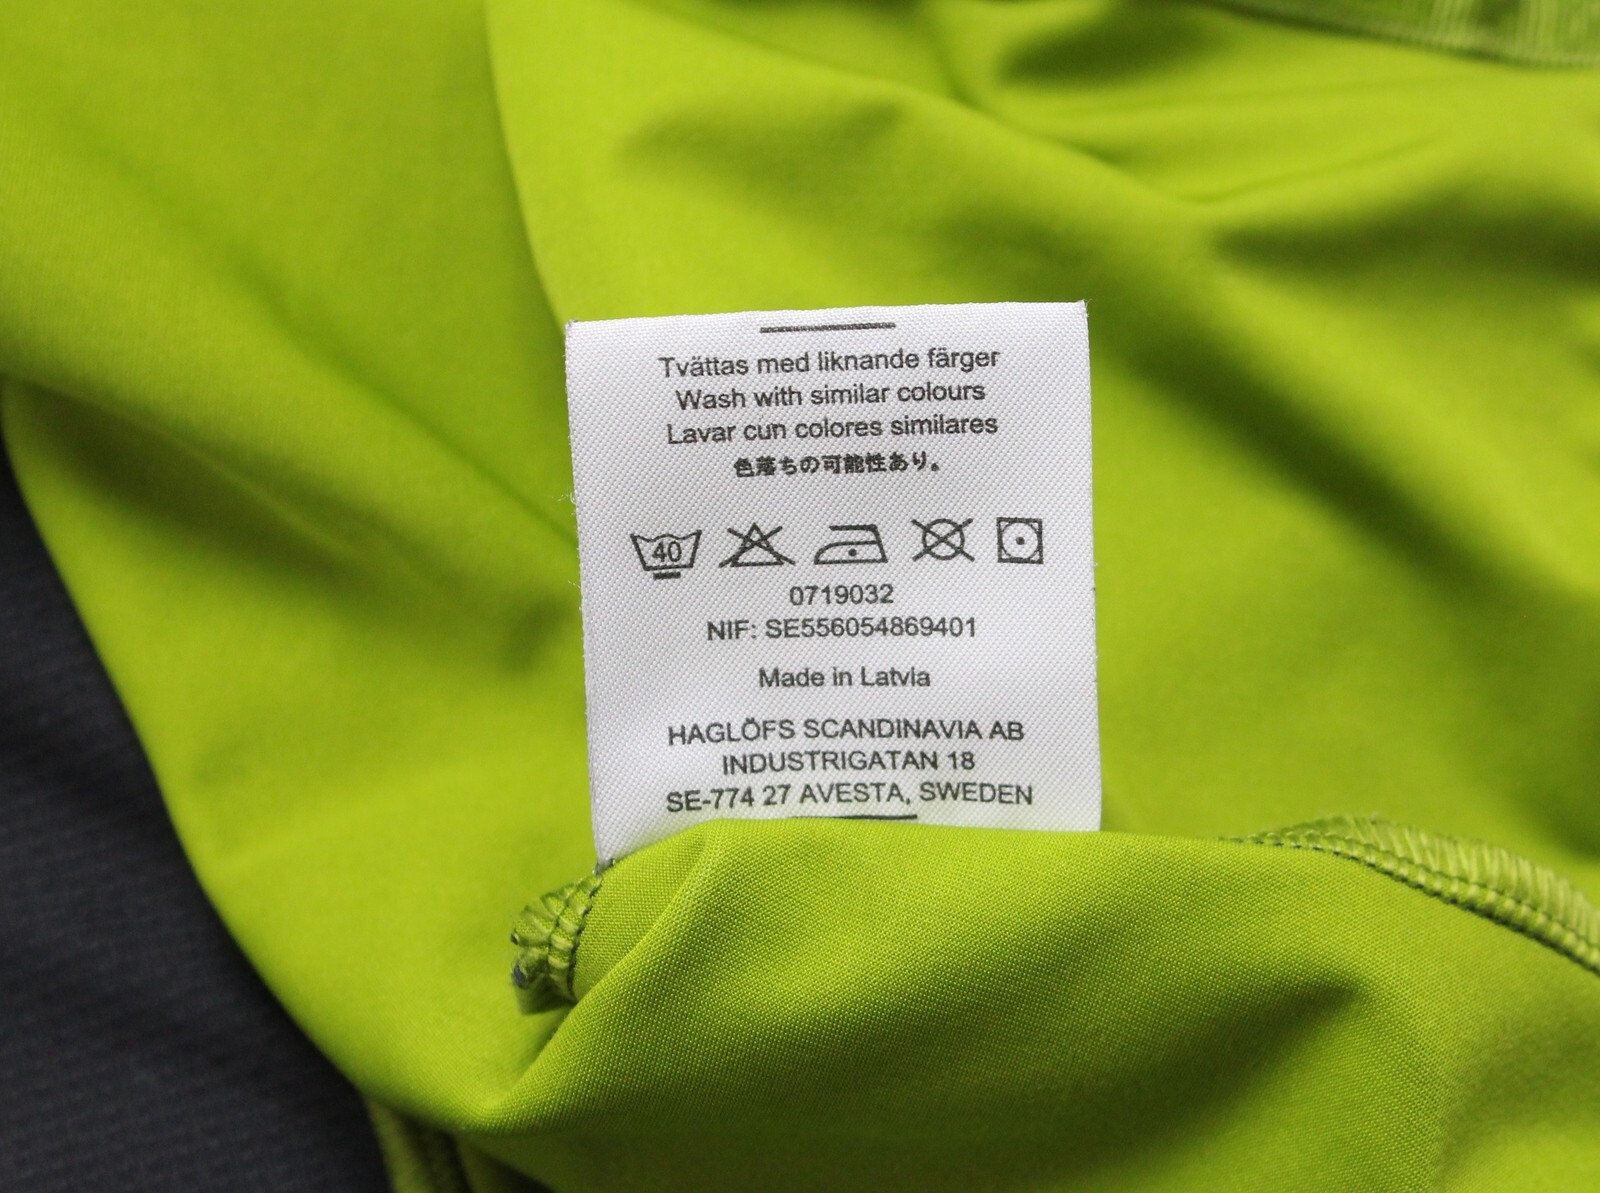 Tvättas med liknande färger
Wash with similar colours
Lavar cun colores similares
色落ちの可能性あり。
40
0719032
NIF: SE556054869401
Made in Latvia
HAGLÖFS SCANDINAVIA AB
INDUSTRIGATAN 18
SE-774 27 AVESTA, SWEDEN